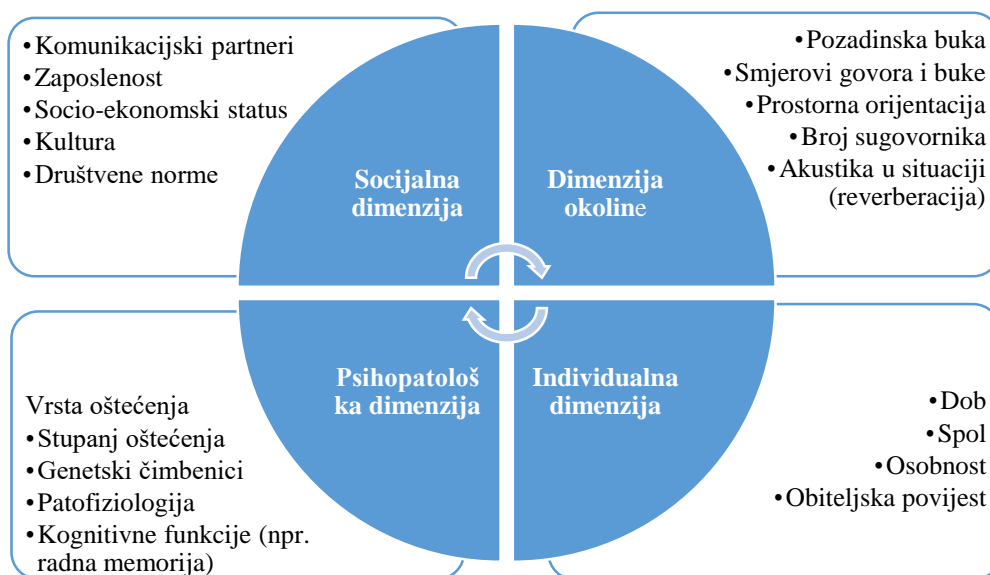 •Komunikacijski partneri
•Zaposlenost
•Socio-ekonomski status
•Kultura
•Društvene norme
Socijalna
dimenzija
Dimenzija
okoline
•Pozadinska buka
•Smjerovi govora i buke
•Prostorna orijentacija
•Broj sugovornika
•Akustika u situaciji
(reverberacija)
Vrsta oštećenja
•Stupanj oštećenja
•Genetski čimbenici
•Patofiziologija
•Kognitivne funkcije (npr.
radna memorija)
Psihopatološ
ka dimenzija
Individualna
dimenzija
•Dob
•Spol
•Osobnost
•Obiteljska povijest